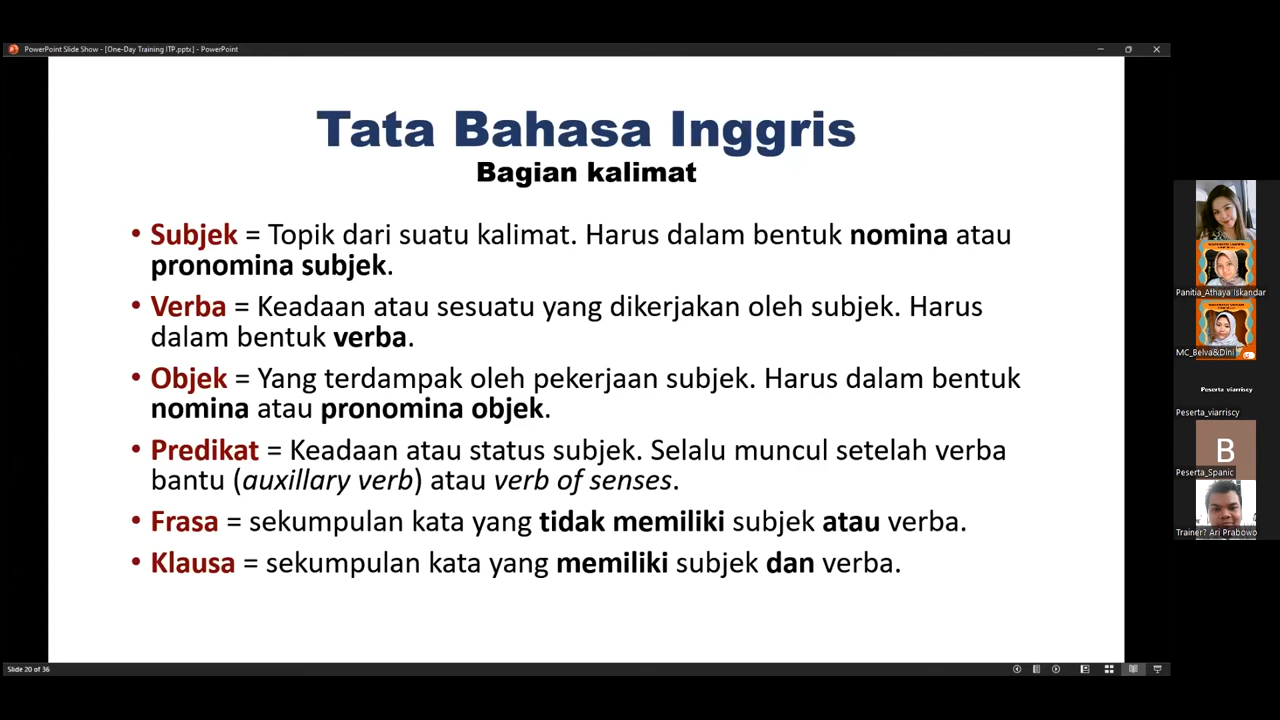 PowerPoint Slide Show - [One-Day Training ITP.pptx] - PowerPoint
Tata Bahasa Inggris
Bagian kalimat
• Subjek = Topik dari suatu kalimat. Harus dalam bentuk nomina atau
pronomina subjek.
• Verba = Keadaan atau sesuatu yang dikerjakan oleh subjek. Harus
dalam bentuk verba.
• Objek = Yang terdampak oleh pekerjaan subjek. Harus dalam bentuk
nomina atau pronomina objek.
• Predikat = Keadaan atau status subjek. Selalu muncul setelah verba
bantu (auxillary verb) atau verb of senses.
• Frasa = sekumpulan kata yang tidak memiliki subjek atau verba.
• Klausa = sekumpulan kata yang memiliki subjek dan verba.
Slide 20 of 36
Panitia_Athaya Iskandar
MC_Belva&Dini
Peserta viarriscy
Peserta_viarriscy
B
Peserta_Spanic
Trainer? Ari Prabowo